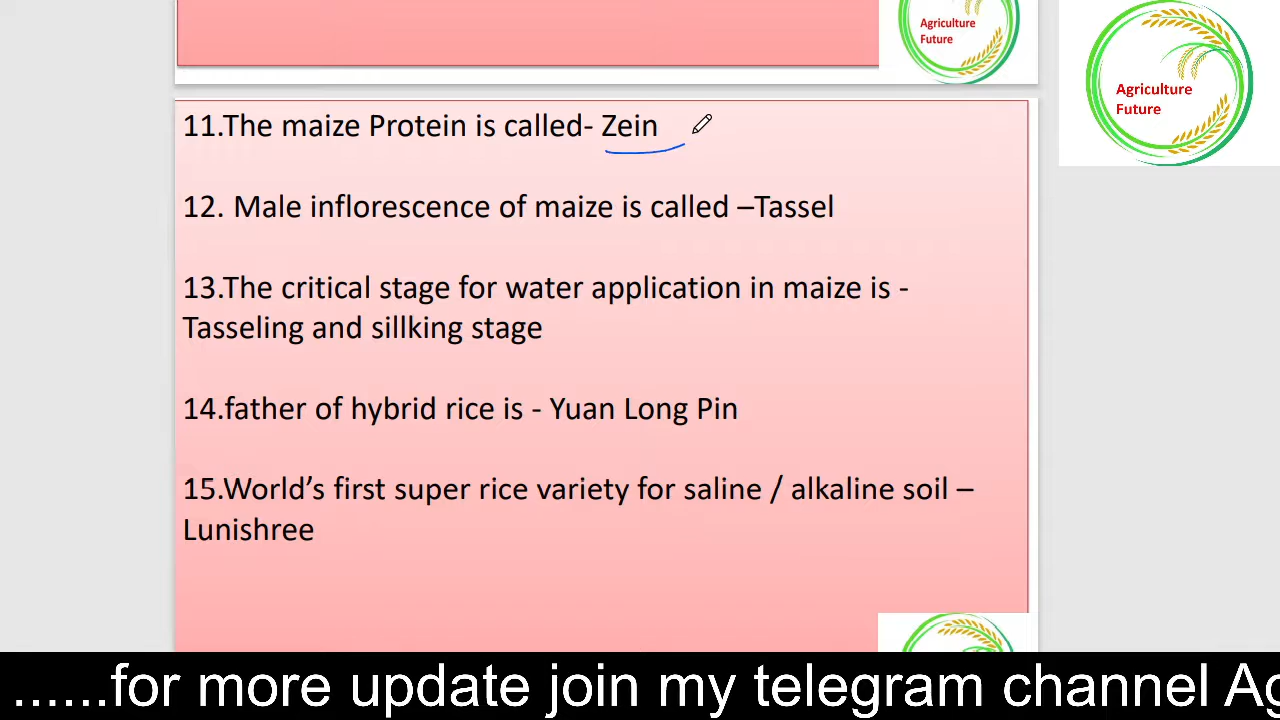 Agriculture
Future
Agriculture
Future
11.The maize Protein is called- Zein
12. Male inflorescence of maize is called –Tassel
13.The critical stage for water application in maize is -
Tasseling and sillking stage
14.father of hybrid rice is - Yuan Long Pin
15.World’s first super rice variety for saline / alkaline soil –
Lunishree
......for more update join my telegram channel Ag